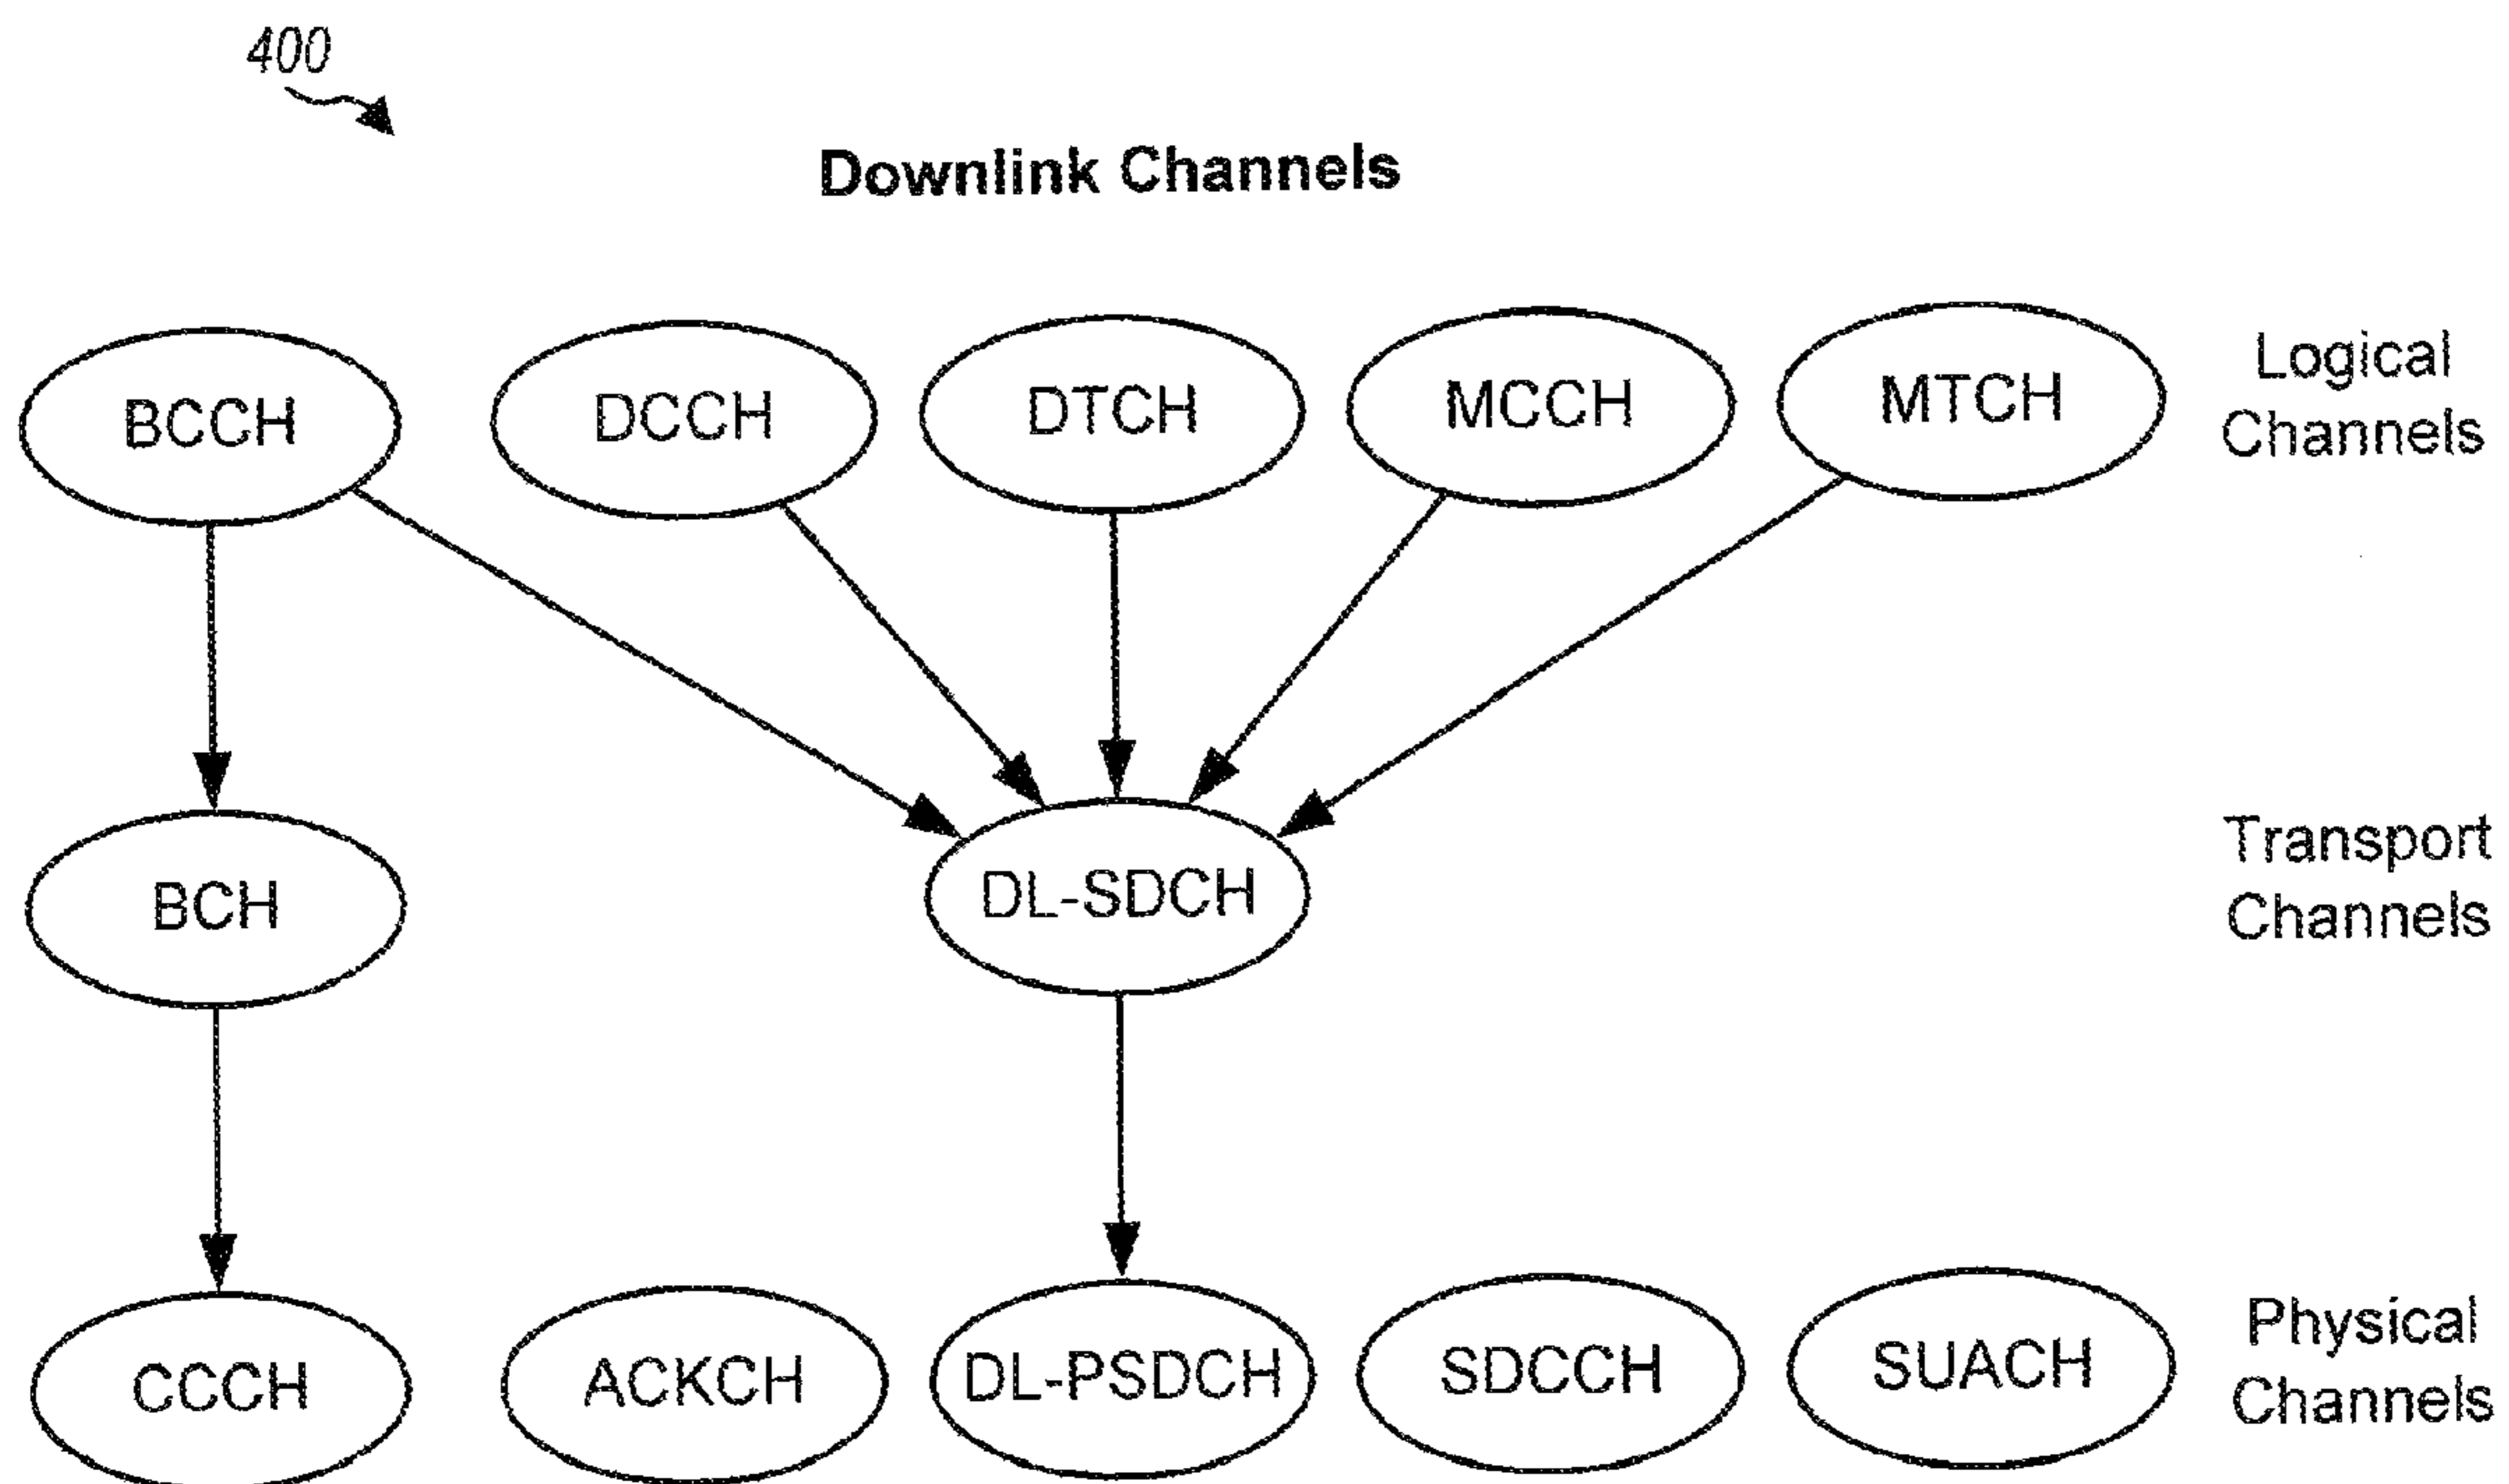 400
Downlink Channels
BCCH
DCCH
DTCH
MCCH
MTCH
Logical
Channels
BCH
DL-SDCH
Transport
Channels
CCCH
ACKCH
DL-PSDCH
SDCCH
SUACH
Physical
Channels